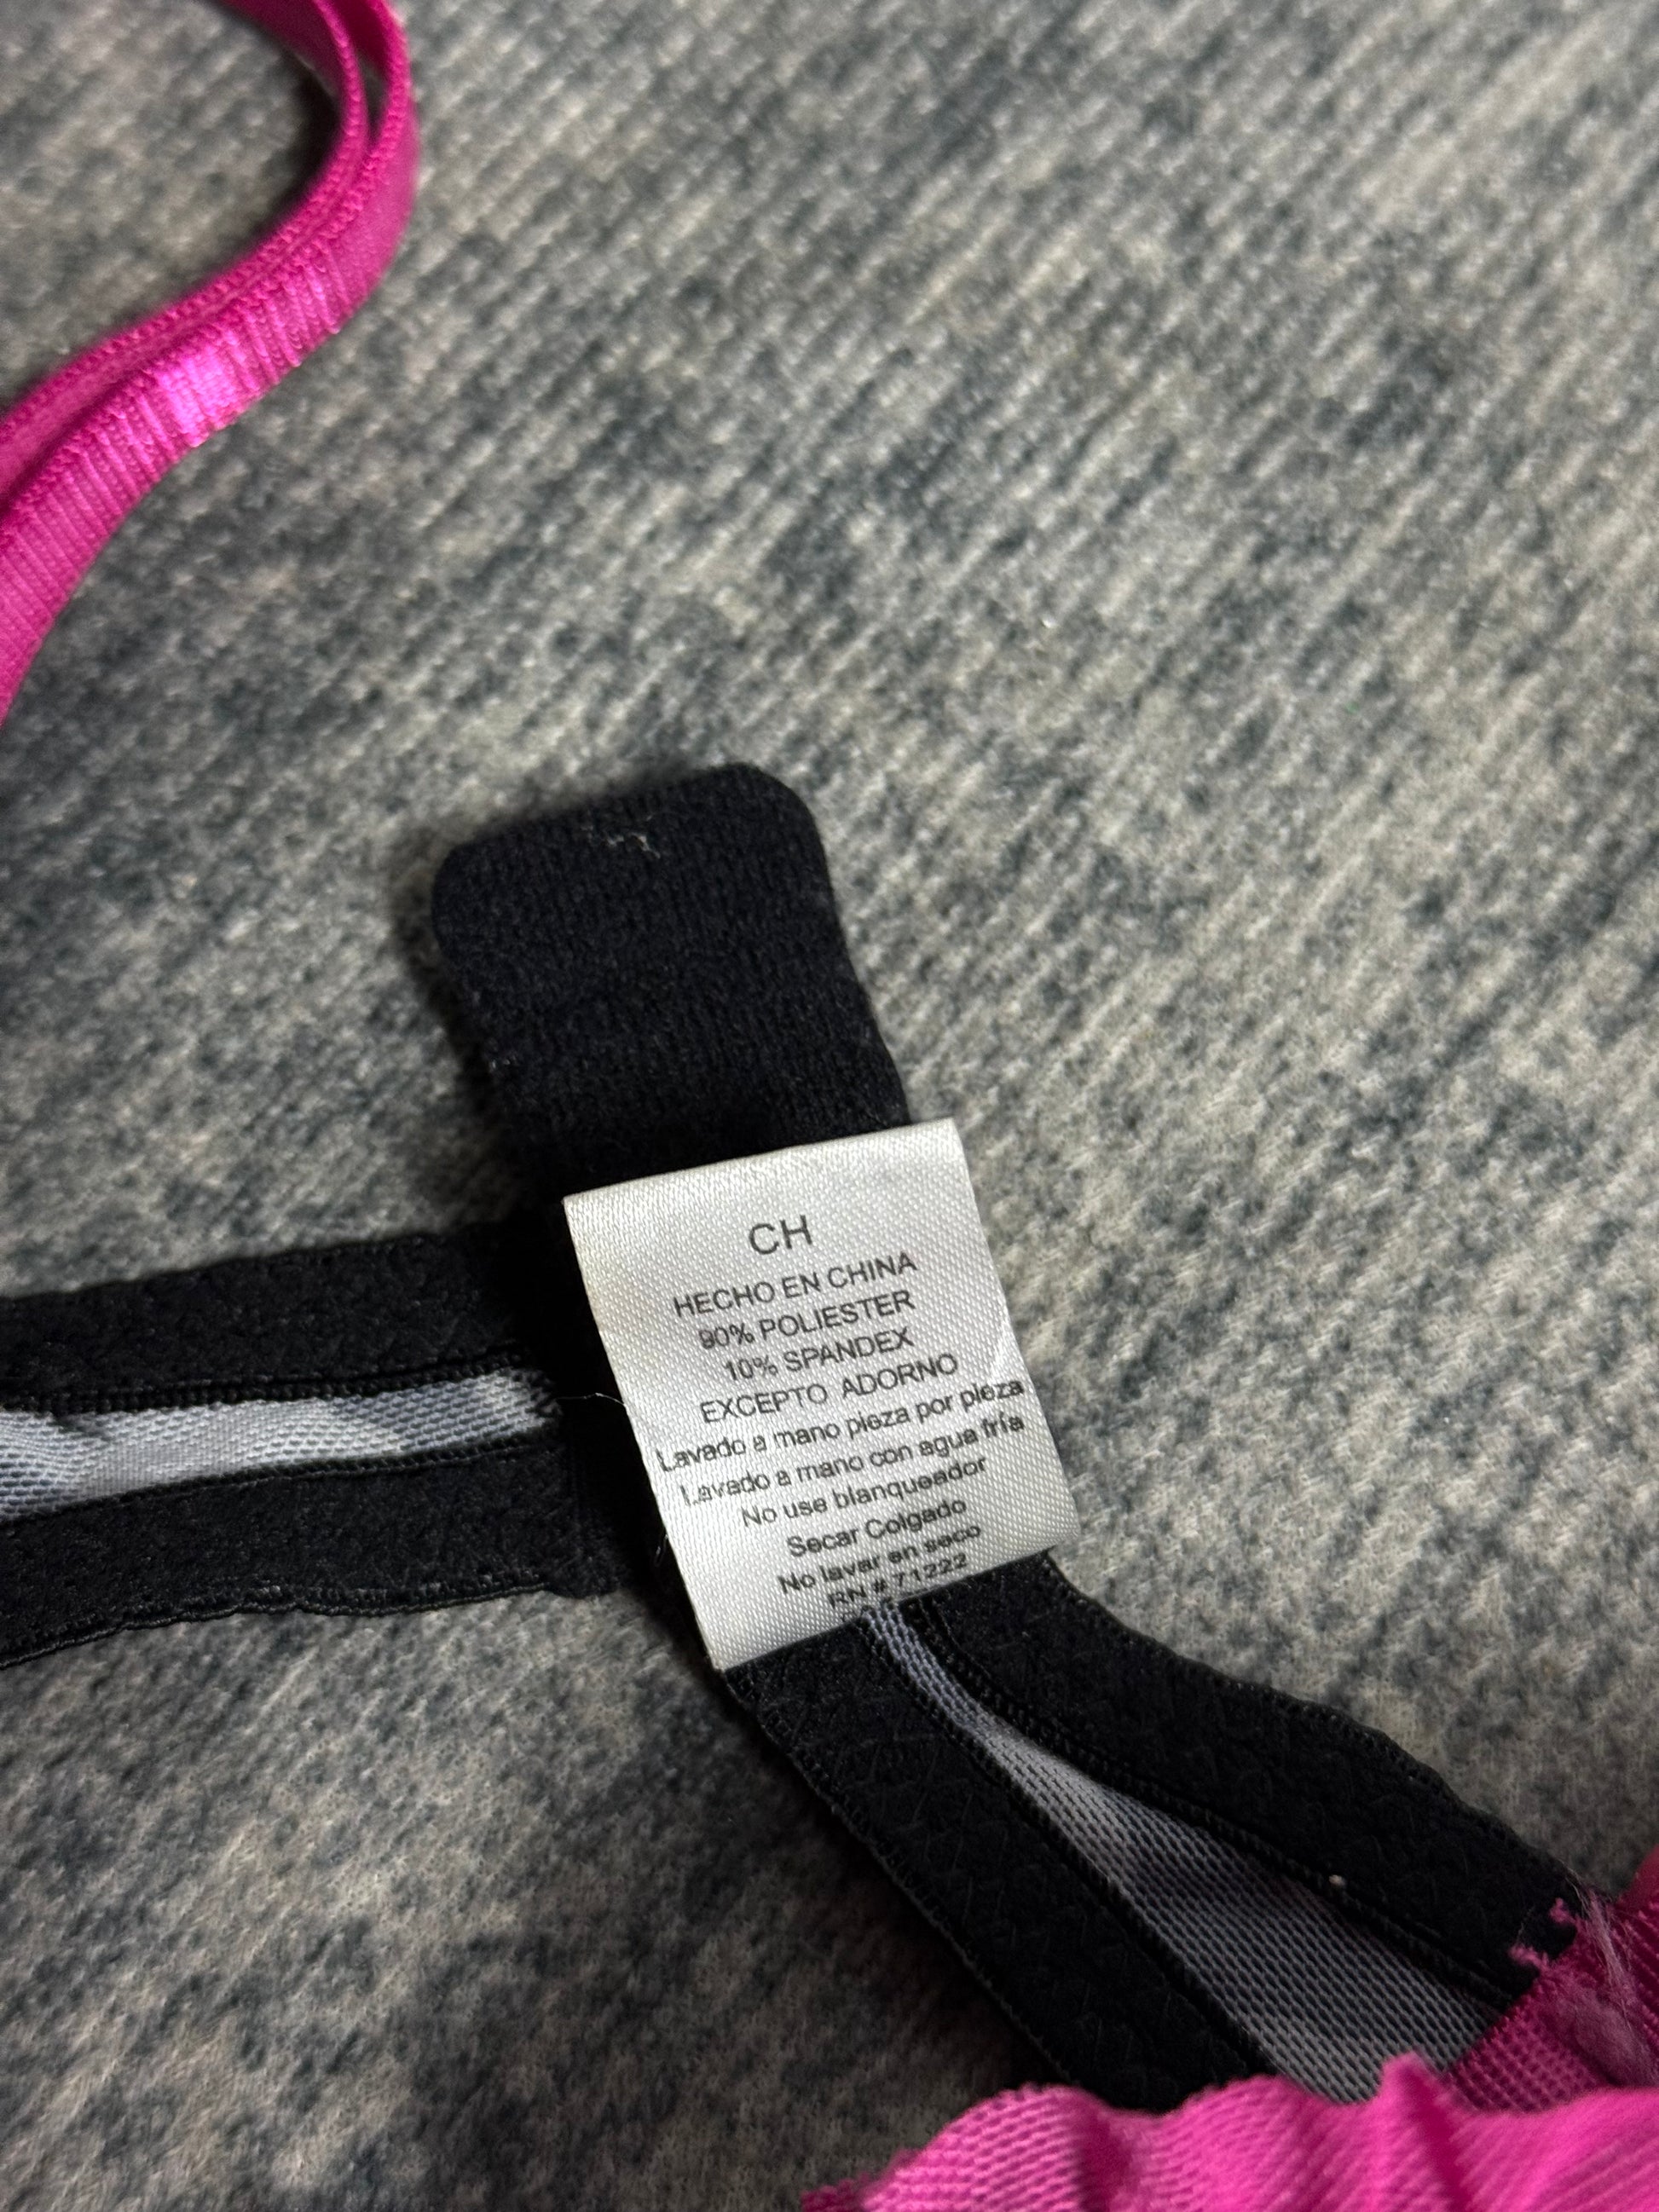 CH
HECHO EN CHINA
90% POLIESTER
10% SPANDEX
EXCEPTO ADORNO
Lavado a mano pieza por pieza
Lavado a mano con agua fría
No use blanqueador
Secar Colgado
No lavar en seco
RN # 71222